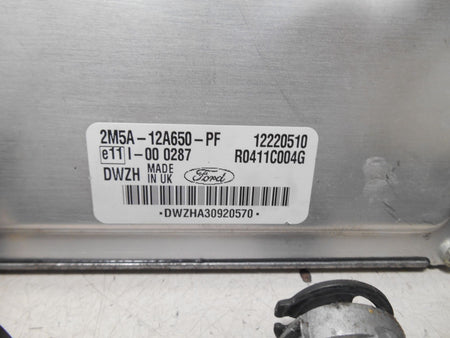 2M5A-12A650-PF 12220510
e11 I-00 0287 R0411C004G
DWZH MADE IN UK Ford
·DWZHA30920570·